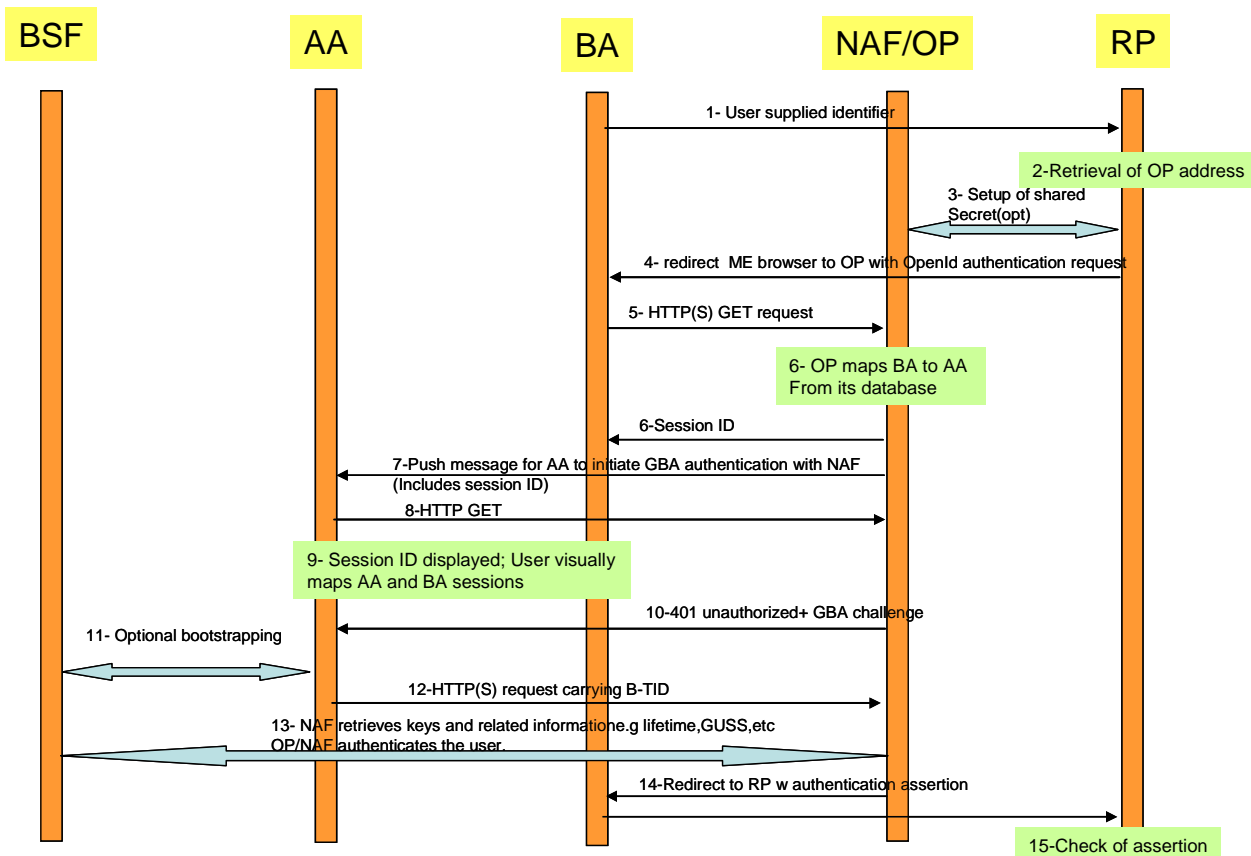 BSF
AA
BA
NAF/OP
RP
1- User supplied identifier
2-Retrieval of OP address
3- Setup of shared
Secret(opt)
4- redirect ME browser to OP with OpenId authentication request
5- HTTP(S) GET request
6- OP maps BA to AA
From its database
6-Session ID
7-Push message for AA to initiate GBA authentication with NAF
(Includes session ID)
8-HTTP GET
9- Session ID displayed; User visually
maps AA and BA sessions
10-401 unauthorized+ GBA challenge
11- Optional bootstrapping
12-HTTP(S) request carrying B-TID
13- NAF retrieves keys and related informatione.g lifetime,GUSS,etc
OP/NAF authenticates the user.
14-Redirect to RP w authentication assertion
15-Check of assertion